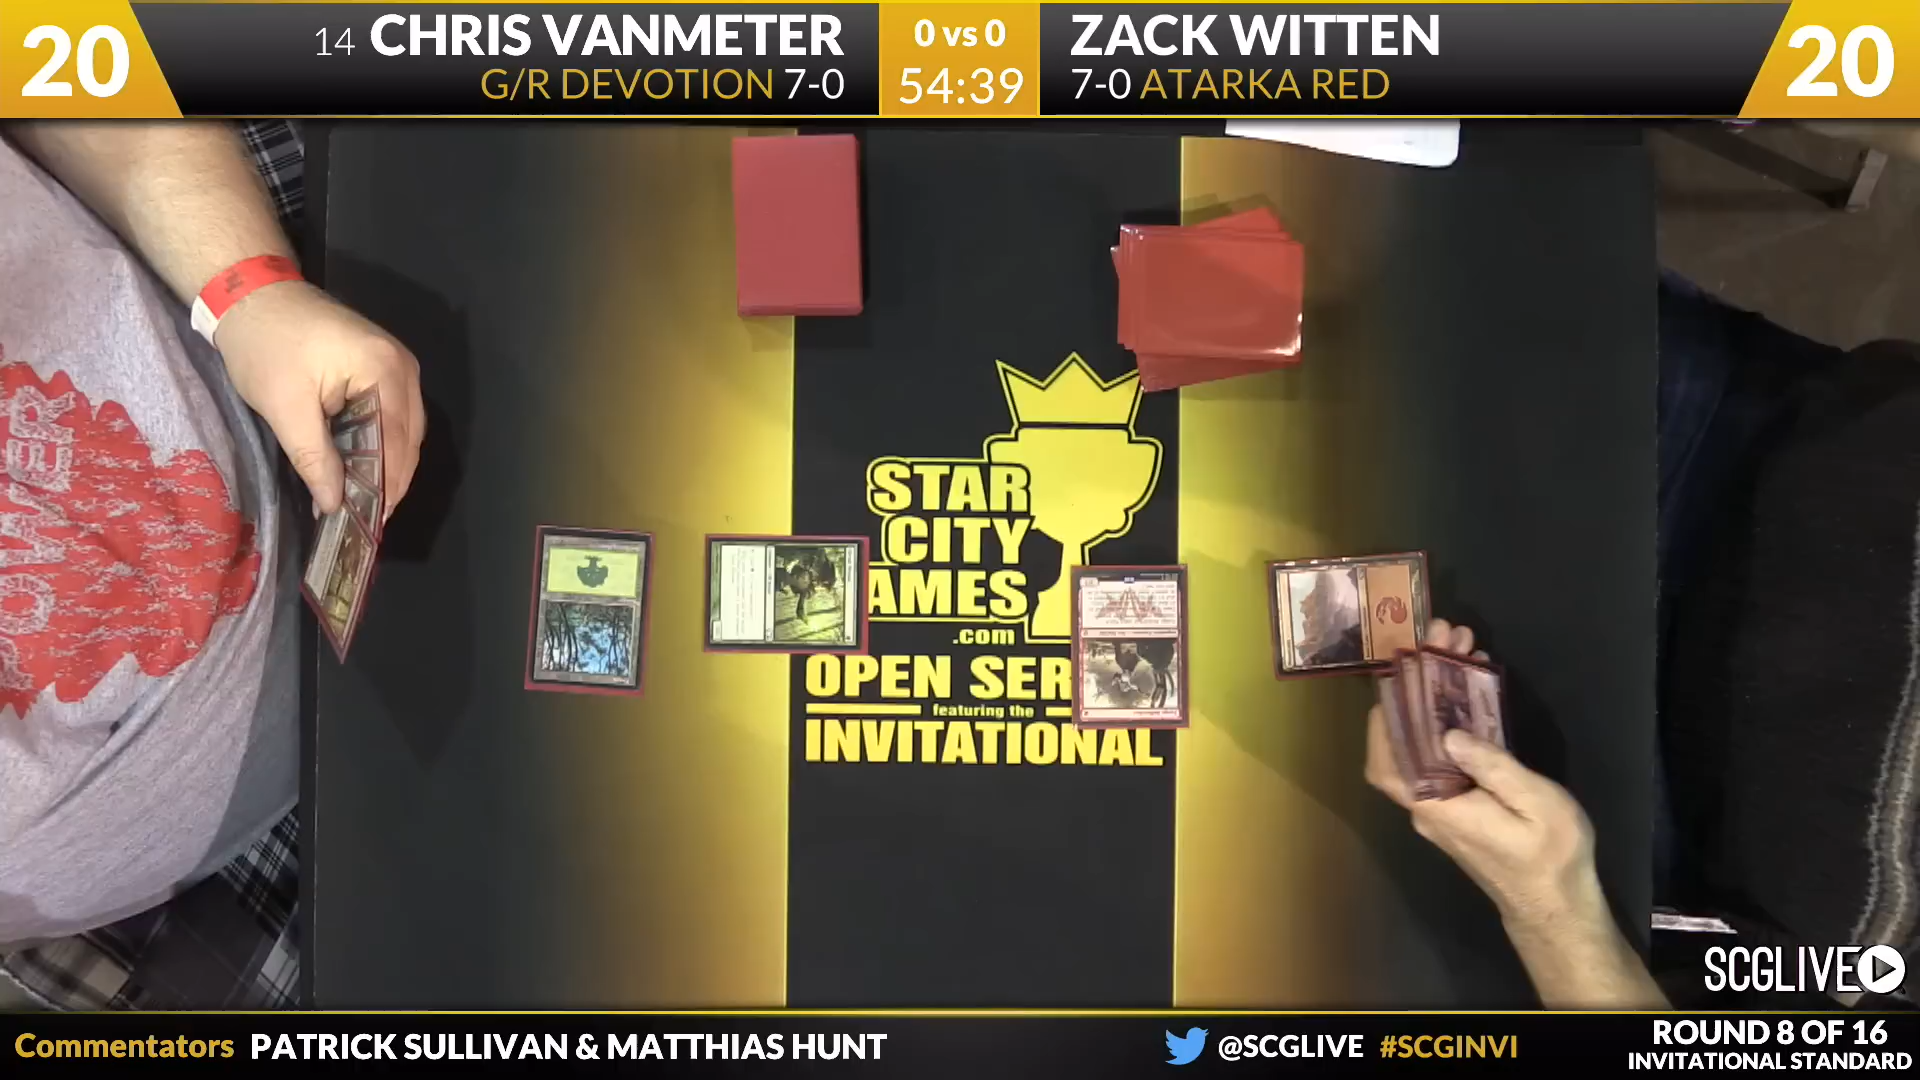 20
14 CHRIS VANMETER
G/R DEVOTION 7-0
0 vs 0
54:39
ZACK WITTEN
7-0 ATARKA RED
20
POWER
STAR
CITY
GAMES
.com
OPEN SER
featuring the
INVITATIONAL
SCGLIVE
Commentators PATRICK SULLIVAN & MATTHIAS HUNT
@SCGLIVE #SCGINVI
ROUND 8 OF 16
INVITATIONAL STANDARD